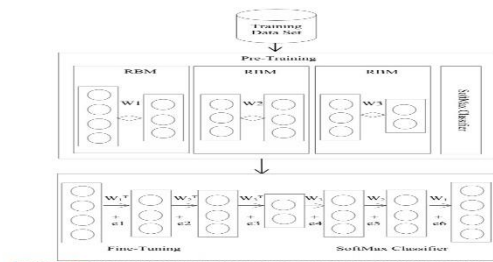 Training
Data Set
Pre-Training
RBM
RBM
RBM
W1
W2
W3
SoftMax Classifier
W₁ᵀ
W₂ᵀ
W₃ᵀ
W₃
W₂
W₁
+
+
+
+
+
+
ε1
ε2
ε3
ε4
ε5
ε6
Fine-Tuning
SoftMax Classifier